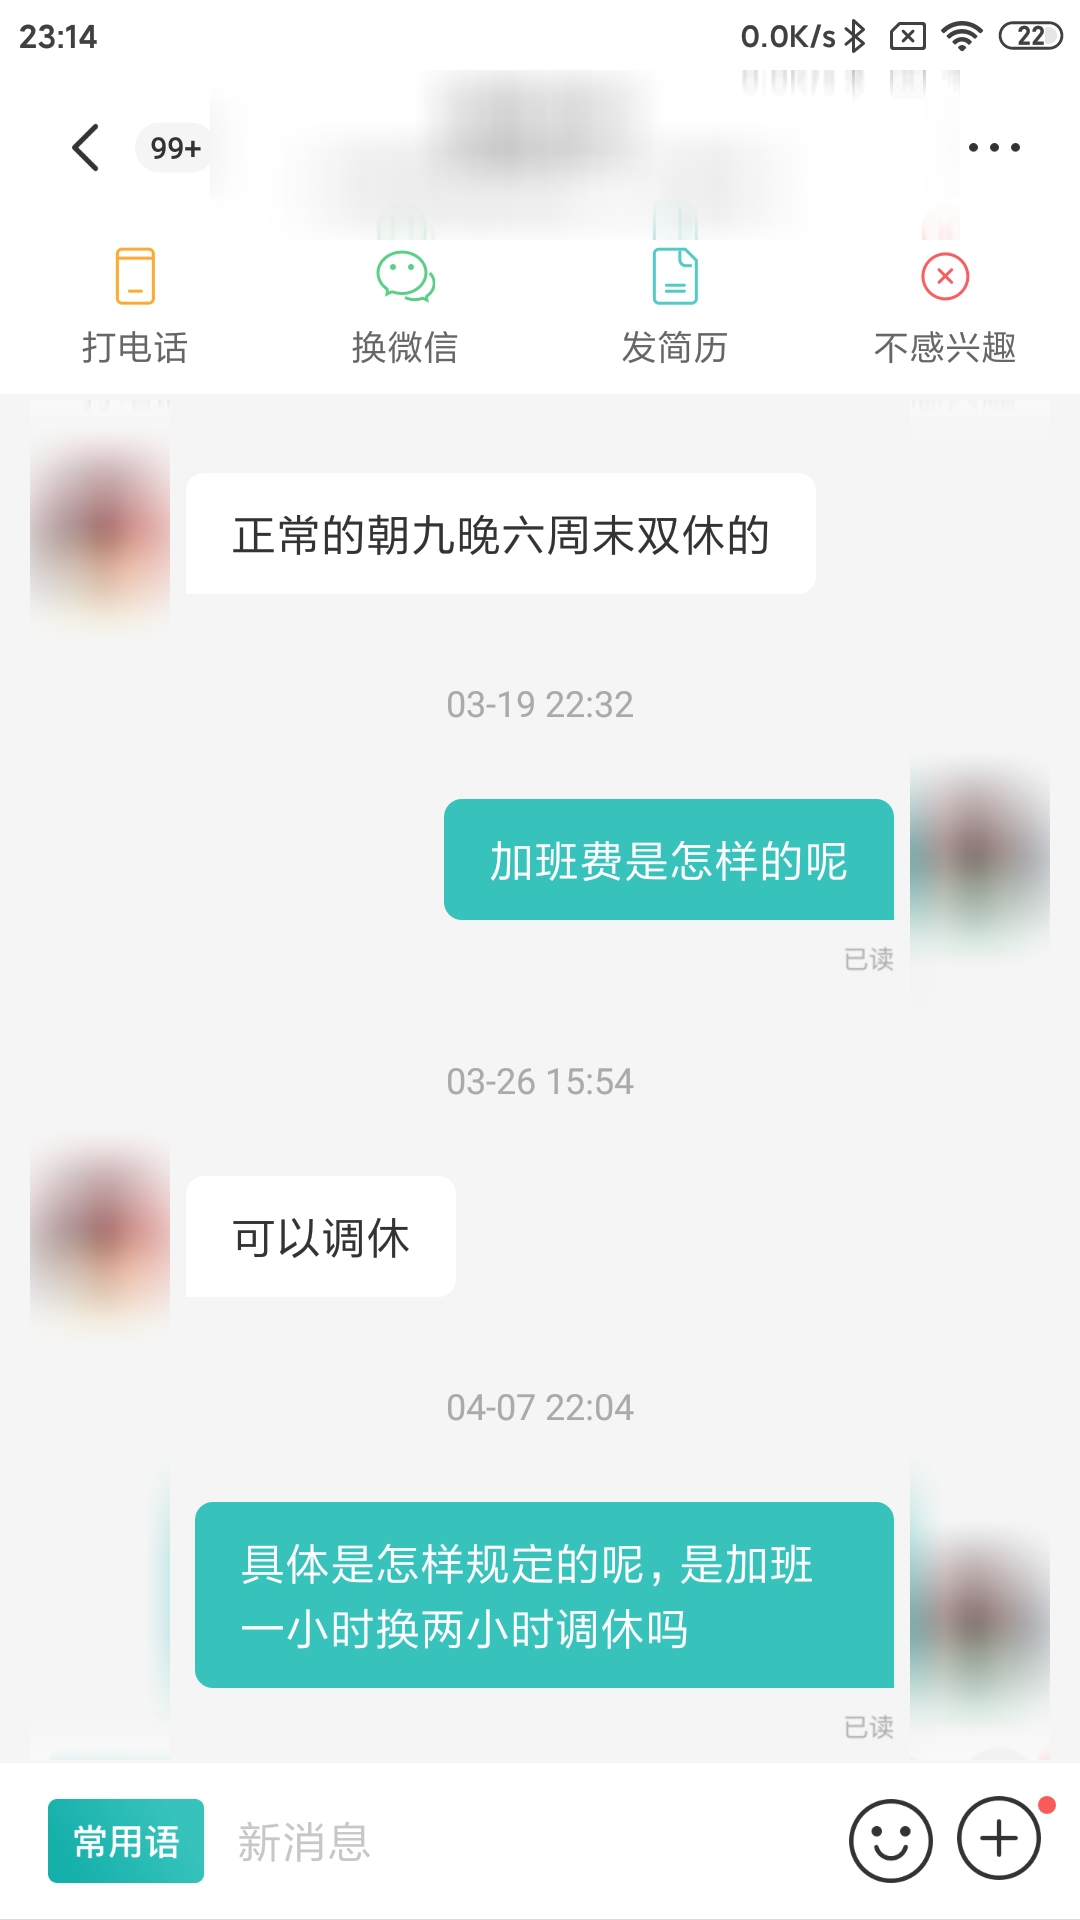 23:14 0.0K/s 22
99+
打电话 换微信 发简历 不感兴趣
正常的朝九晚六周末双休的
03-19 22:32
加班费是怎样的呢
已读
03-26 15:54
可以调休
04-07 22:04
具体是怎样规定的呢，是加班
一小时换两小时调休吗
已读
常用语 新消息